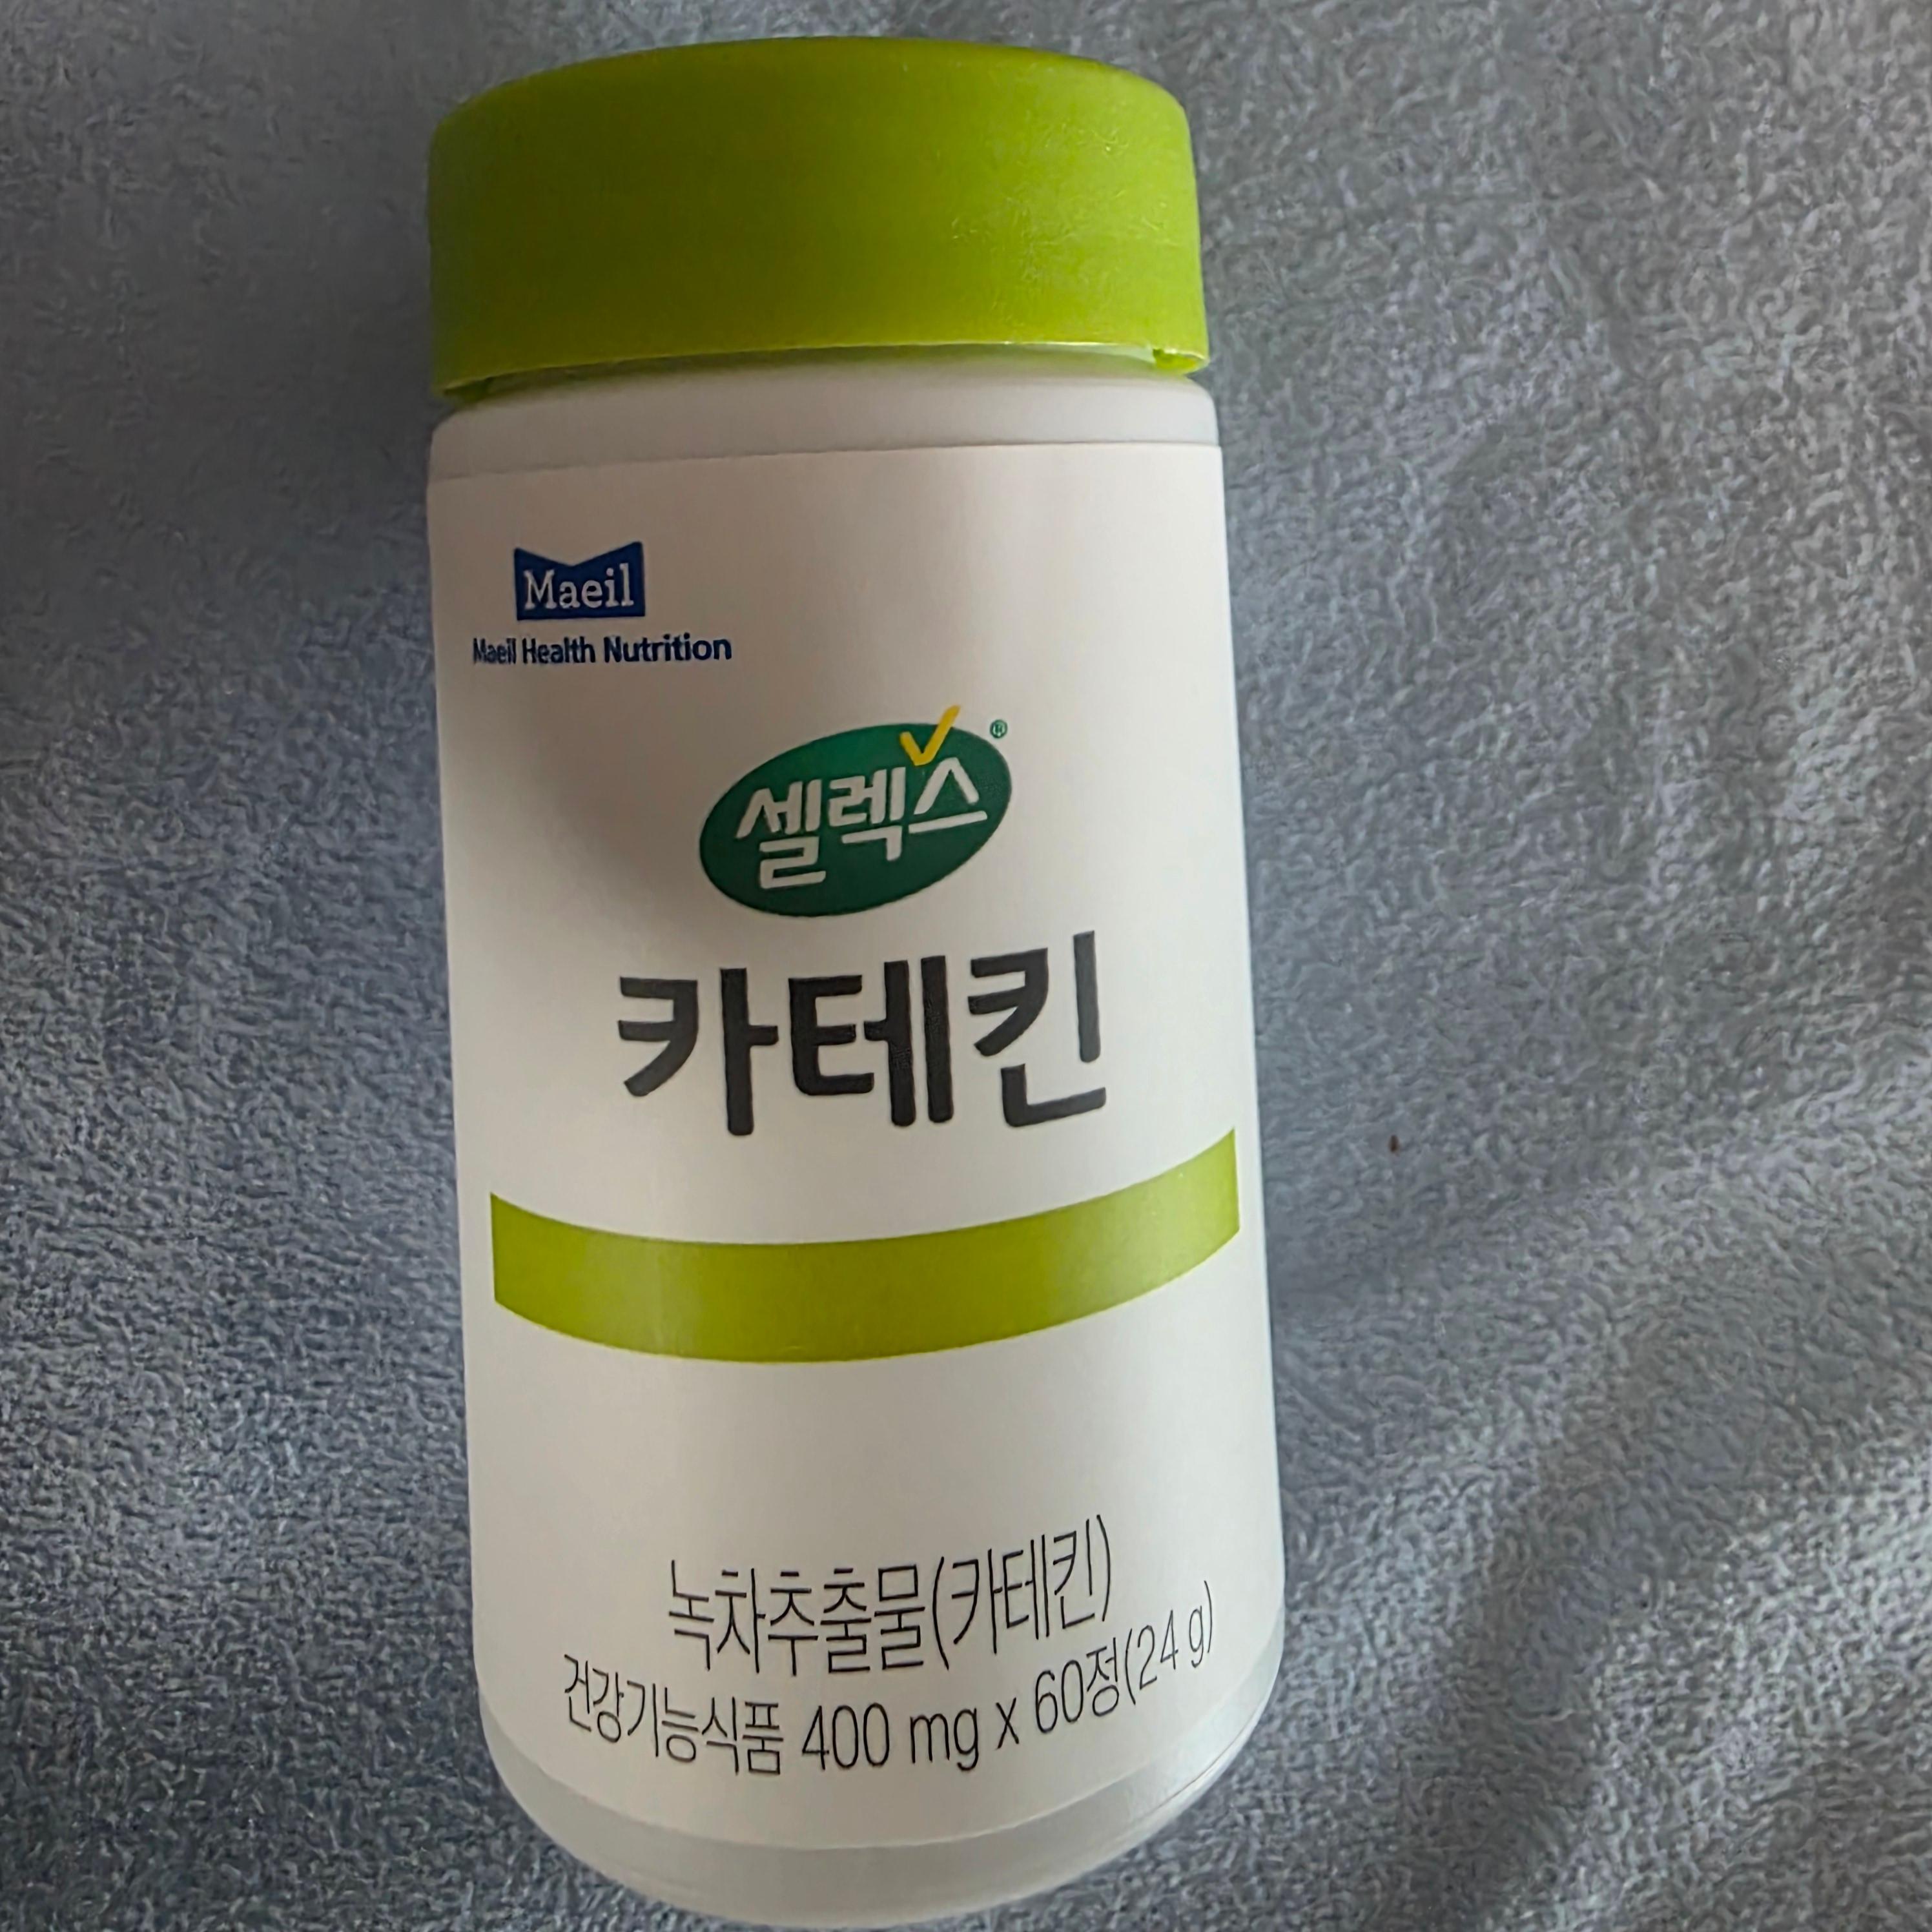 Maeil
Maeil Health Nutrition
셀렉스®
카테킨
녹차추출물(카테킨)
건강기능식품 400 mg x 60정(24 g)